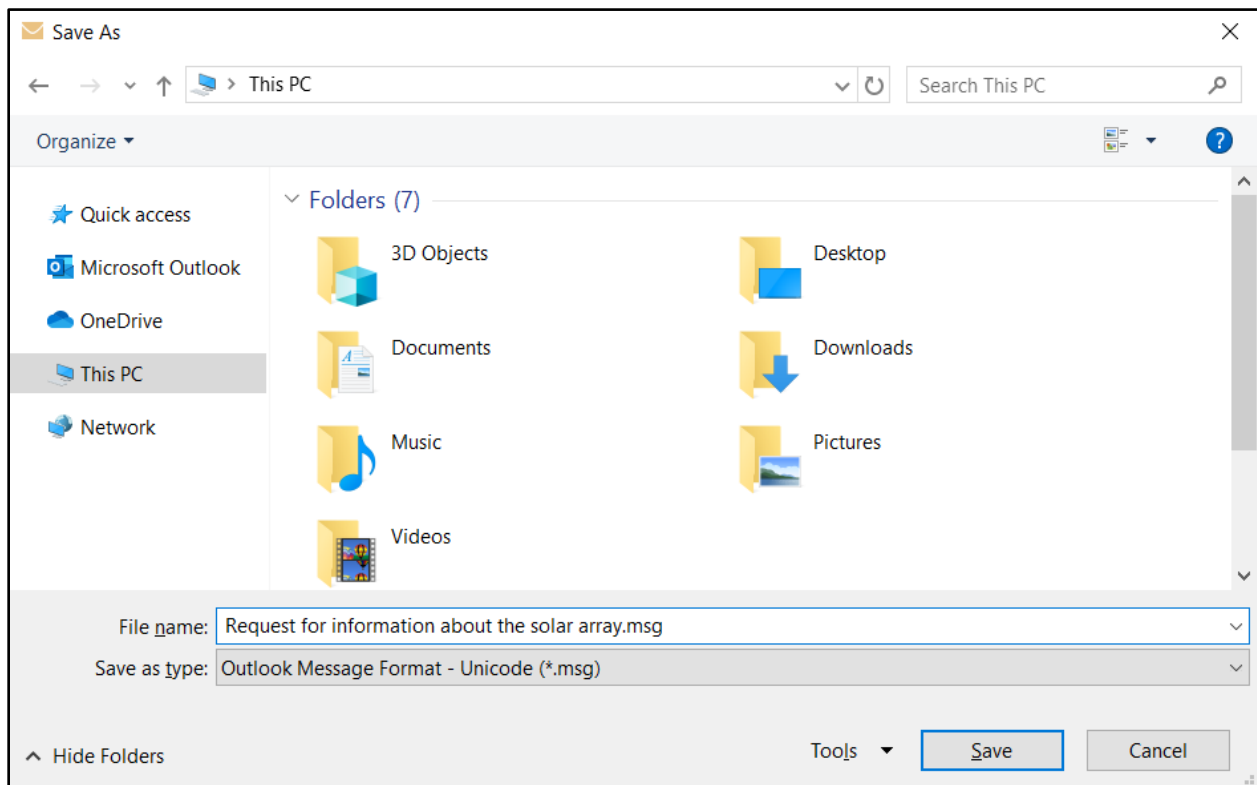 Save As
This PC
Search This PC
Organize
?
Quick access
Microsoft Outlook
OneDrive
This PC
Network
Folders (7)
3D Objects
Desktop
Documents
Downloads
Music
Pictures
Videos
File name: Request for information about the solar array.msg
Save as type: Outlook Message Format - Unicode (*.msg)
Hide Folders
Tools
Save
Cancel